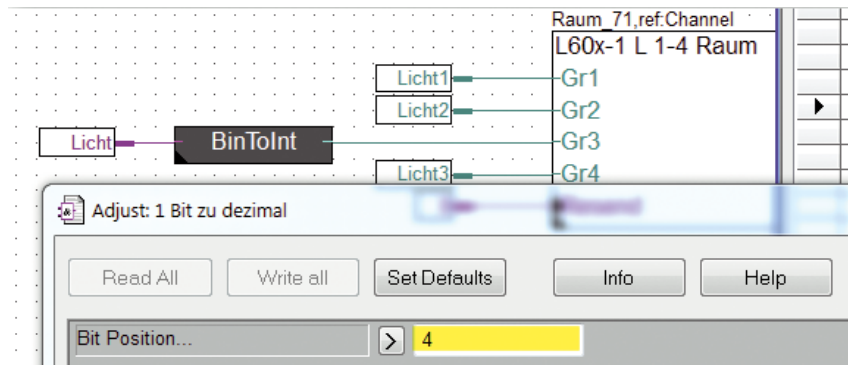 Raum_71,ref:Channel
L60x-1 L 1-4 Raum
Licht1
Gr1
Licht2
Gr2
Licht
BinToInt
Gr3
Licht3
Gr4
Adjust: 1 Bit zu dezimal
Resend
Read All
Write all
Set Defaults
Info
Help
Bit Position...
>
4